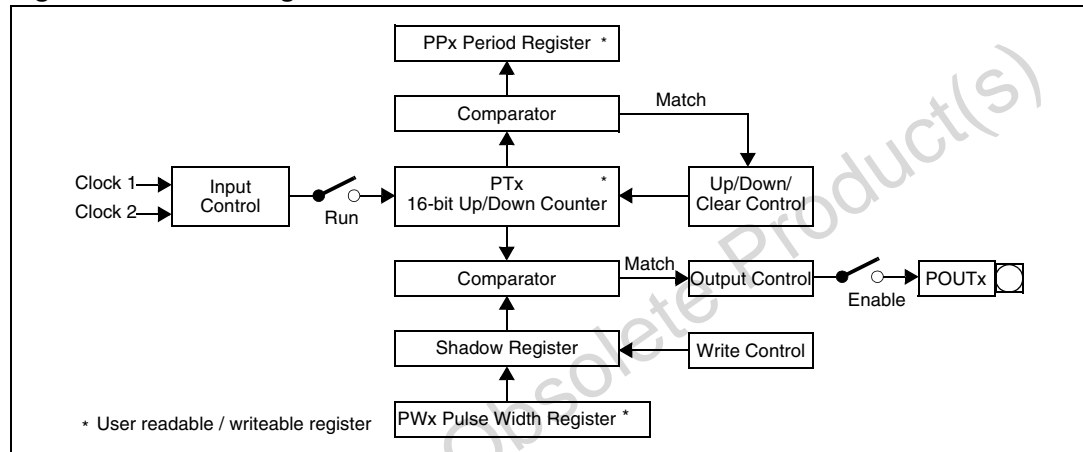 PPx Period Register *
Comparator
Match
Clock 1
Clock 2
Input
Control
Run
PTx *
16-bit Up/Down Counter
Up/Down/
Clear Control
Comparator
Match
Output Control
Enable
POUTx
Shadow Register
Write Control
PWx Pulse Width Register *
* User readable / writeable register
Obsolete Product(s)